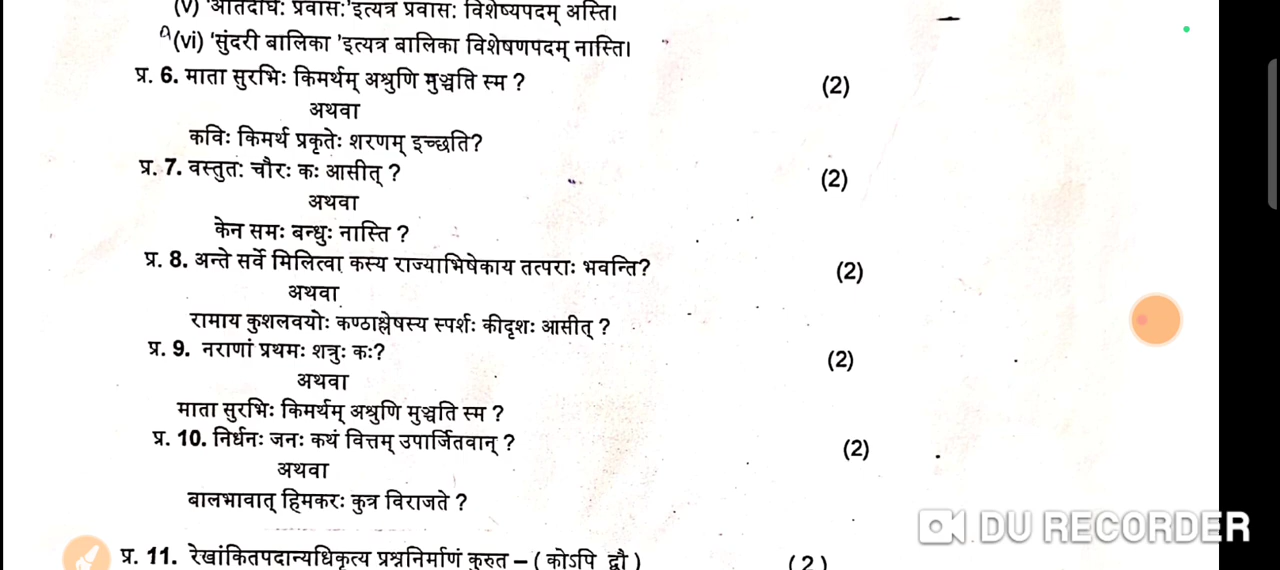 (v) 'अतिदीर्घः प्रवासः'इत्यत्र प्रवासः विशेष्यपदम् अस्ति।
(vi) 'सुंदरी बालिका 'इत्यत्र बालिका विशेषणपदम् नास्ति।
प्र. 6. माता सुरभिः किमर्थम् अश्रुणि मुञ्चति स्म ? (2)
अथवा
कविः किमर्थ प्रकृतेः शरणम् इच्छति?
प्र. 7. वस्तुतः चौरः कः आसीत् ? (2)
अथवा
केन समः बन्धुः नास्ति ?
प्र. 8. अन्ते सर्वे मिलित्वा कस्य राज्याभिषेकाय तत्पराः भवन्ति? (2)
अथवा
रामाय कुशलवयोः कण्ठाश्लेषस्य स्पर्शः कीदृशः आसीत् ?
प्र. 9. नराणां प्रथमः शत्रुः कः? (2)
अथवा
माता सुरभिः किमर्थम् अश्रुणि मुञ्चति स्म ?
प्र. 10. निर्धनः जनः कथं वित्तम् उपार्जितवान् ? (2)
अथवा
बालभावात् हिमकरः कुत्र विराजते ?
DU RECORDER
प्र. 11. रेखांकितपदान्यधिकृत्य प्रश्ननिर्माणं कुरुत – ( कोऽपि द्वौ ) (2)